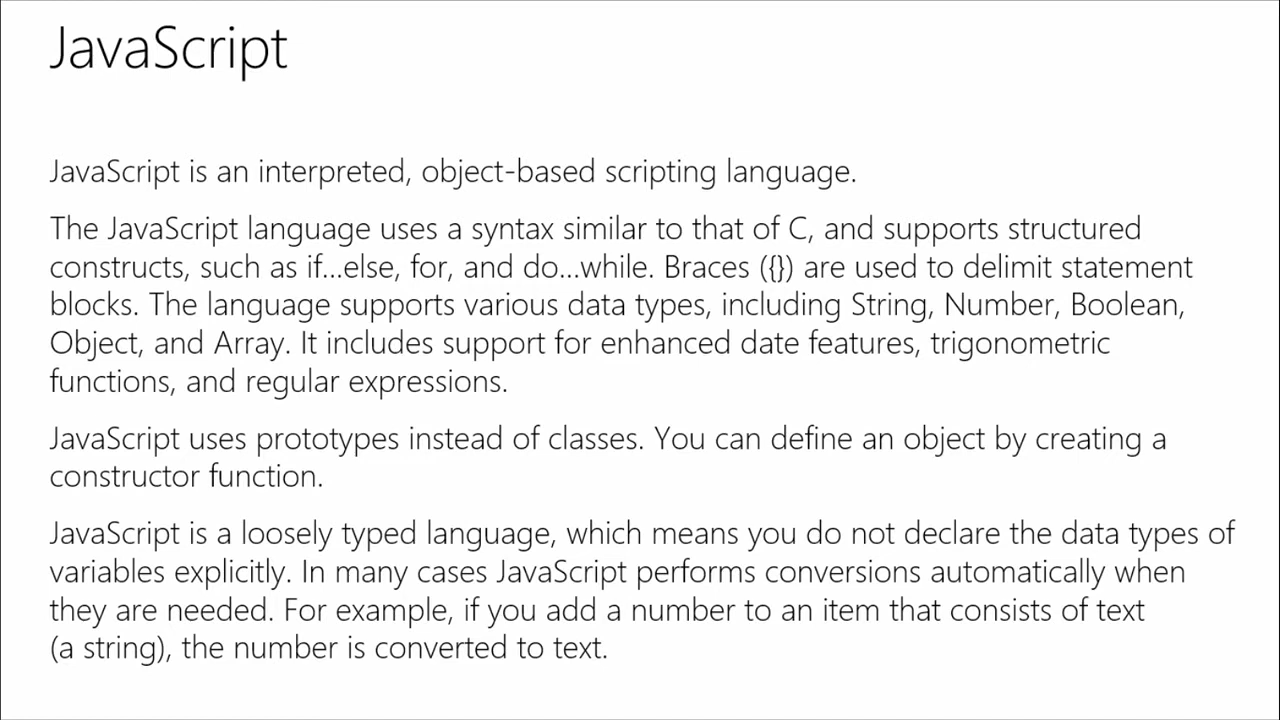 JavaScript
JavaScript is an interpreted, object-based scripting language.
The JavaScript language uses a syntax similar to that of C, and supports structured
constructs, such as if...else, for, and do...while. Braces ({}) are used to delimit statement
blocks. The language supports various data types, including String, Number, Boolean,
Object, and Array. It includes support for enhanced date features, trigonometric
functions, and regular expressions.
JavaScript uses prototypes instead of classes. You can define an object by creating a
constructor function.
JavaScript is a loosely typed language, which means you do not declare the data types of
variables explicitly. In many cases JavaScript performs conversions automatically when
they are needed. For example, if you add a number to an item that consists of text
(a string), the number is converted to text.